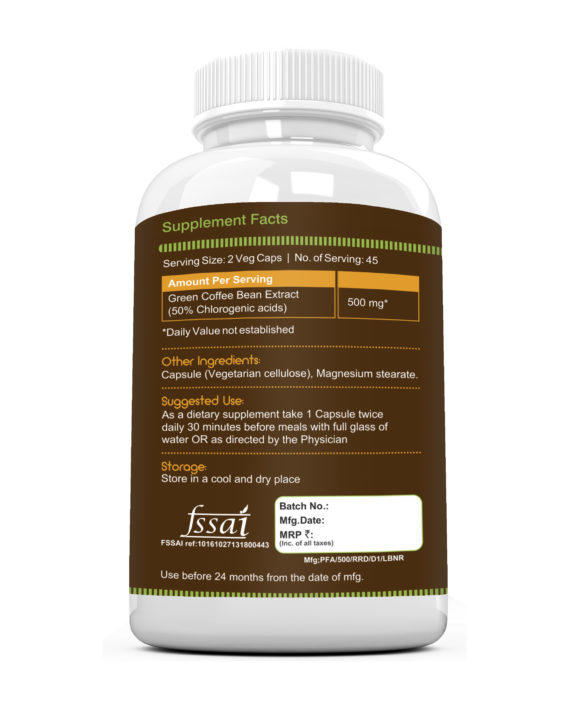 Supplement Facts
Serving Size: 2 Veg Caps | No. of Serving: 45
Amount Per Serving
Green Coffee Bean Extract
(50% Chlorogenic acids)
500 mg*
*Daily Value not established
Other Ingredients:
Capsule (Vegetarian cellulose), Magnesium stearate.
Suggested Use:
As a dietary supplement take 1 Capsule twice
daily 30 minutes before meals with full glass of
water OR as directed by the Physician
Storage:
Store in a cool and dry place
fssai
FSSAI ref:10161027131800443
Batch No.:
Mfg.Date:
MRP ₹:
(Inc. of all taxes)
Mfg:PFA/500/RRD/D1/LBNR
Use before 24 months from the date of mfg.